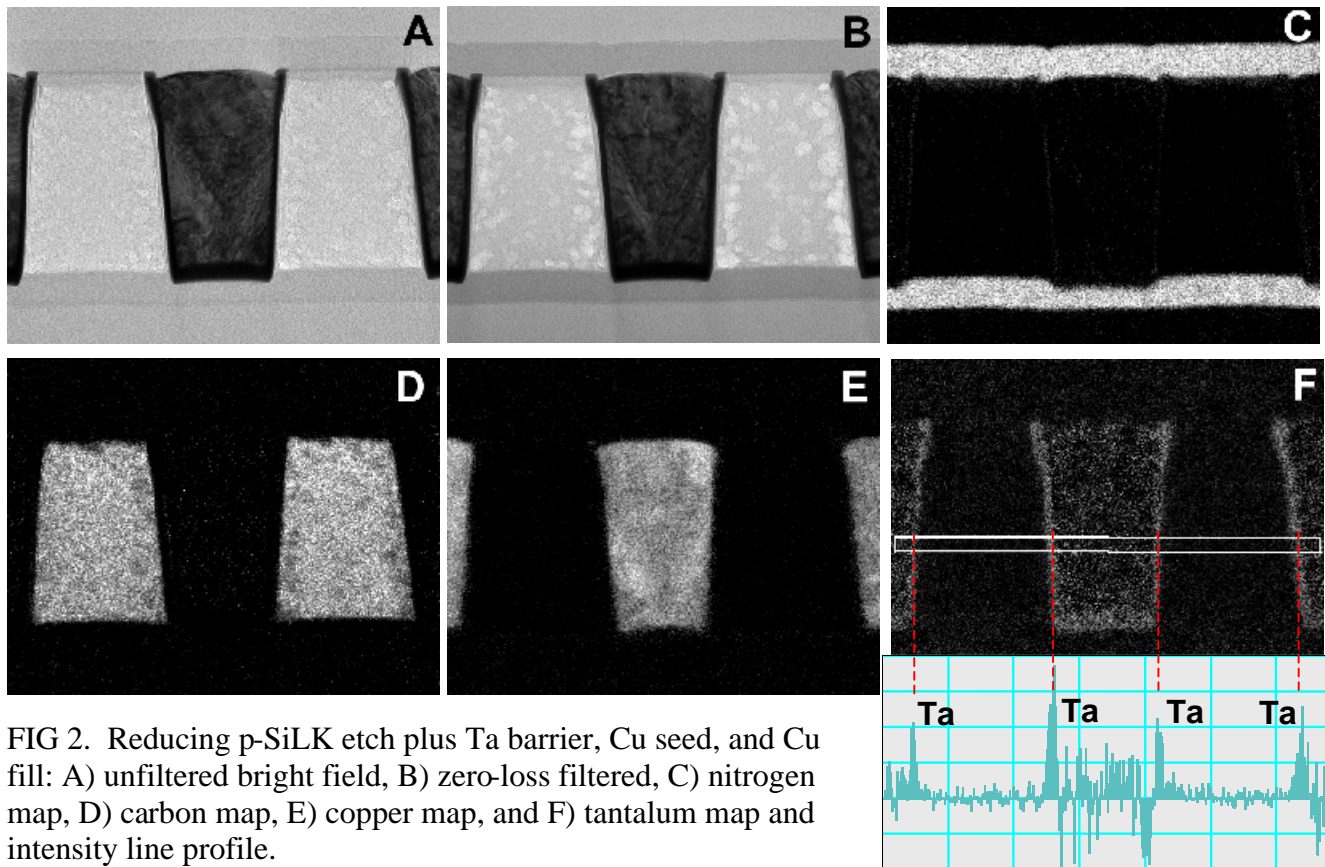 A
B
C
D
E
F
Ta
Ta
Ta
Ta
FIG 2. Reducing p-SiLK etch plus Ta barrier, Cu seed, and Cu
fill: A) unfiltered bright field, B) zero-loss filtered, C) nitrogen
map, D) carbon map, E) copper map, and F) tantalum map and
intensity line profile.